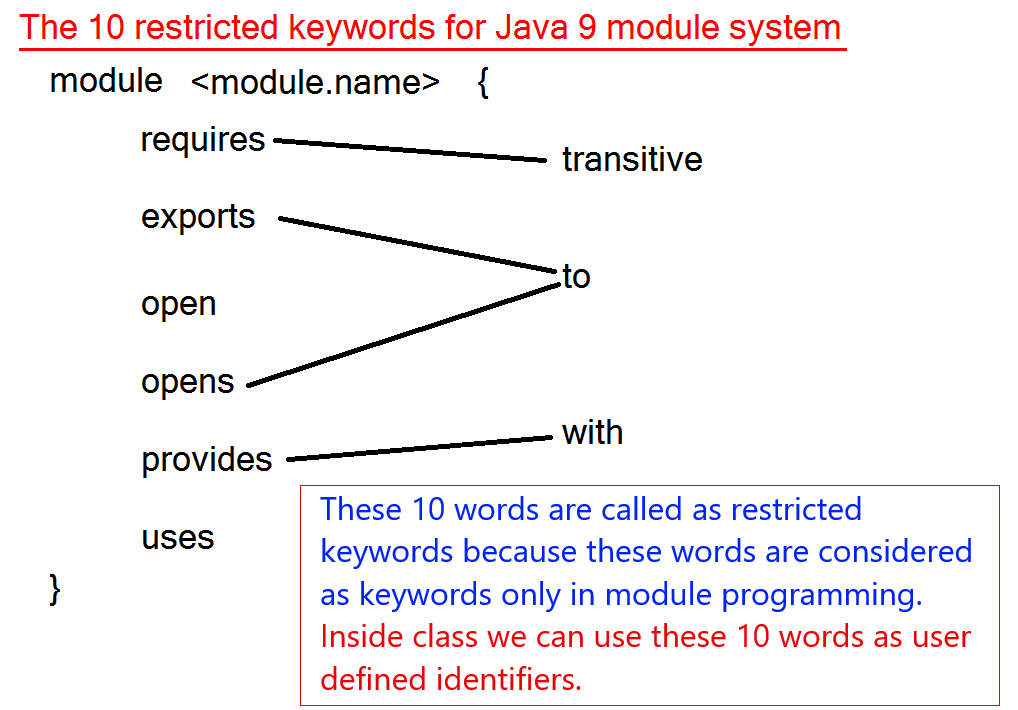 The 10 restricted keywords for Java 9 module system
module <module.name> {
requires
transitive
exports
to
open
opens
with
provides
uses
These 10 words are called as restricted
keywords because these words are considered
as keywords only in module programming.
Inside class we can use these 10 words as user
defined identifiers.
}